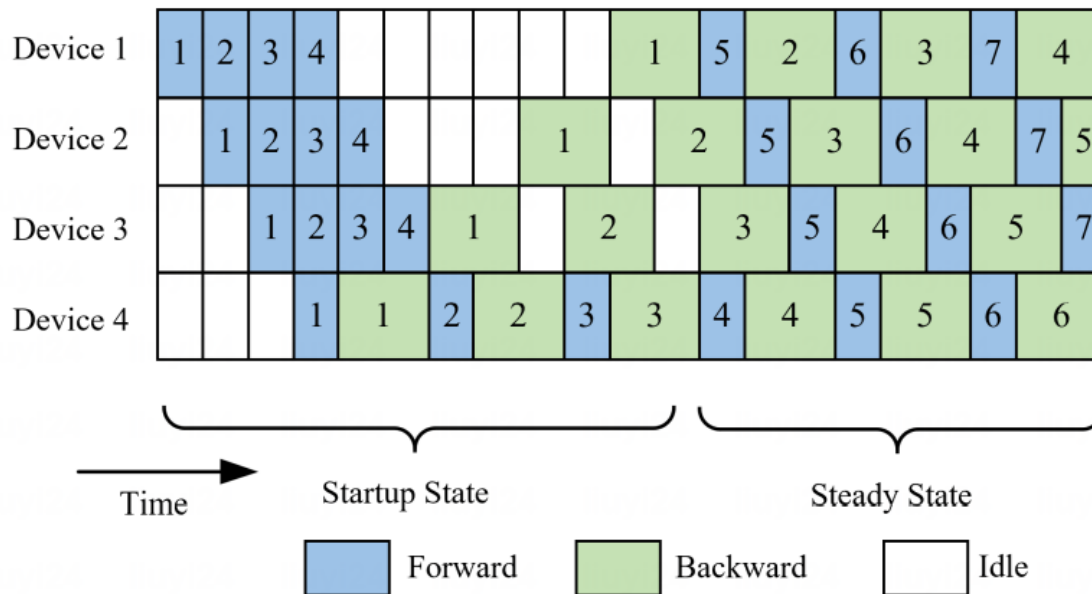 Device 1 1 2 3 4 1 5 2 6 3 7 4
Device 2 1 2 3 4 1 2 5 3 6 4 7 5
Device 3 1 2 3 4 1 2 3 5 4 6 5 7
Device 4 1 1 2 2 3 3 4 4 5 5 6 6
Startup State Steady State
Time
Forward Backward Idle